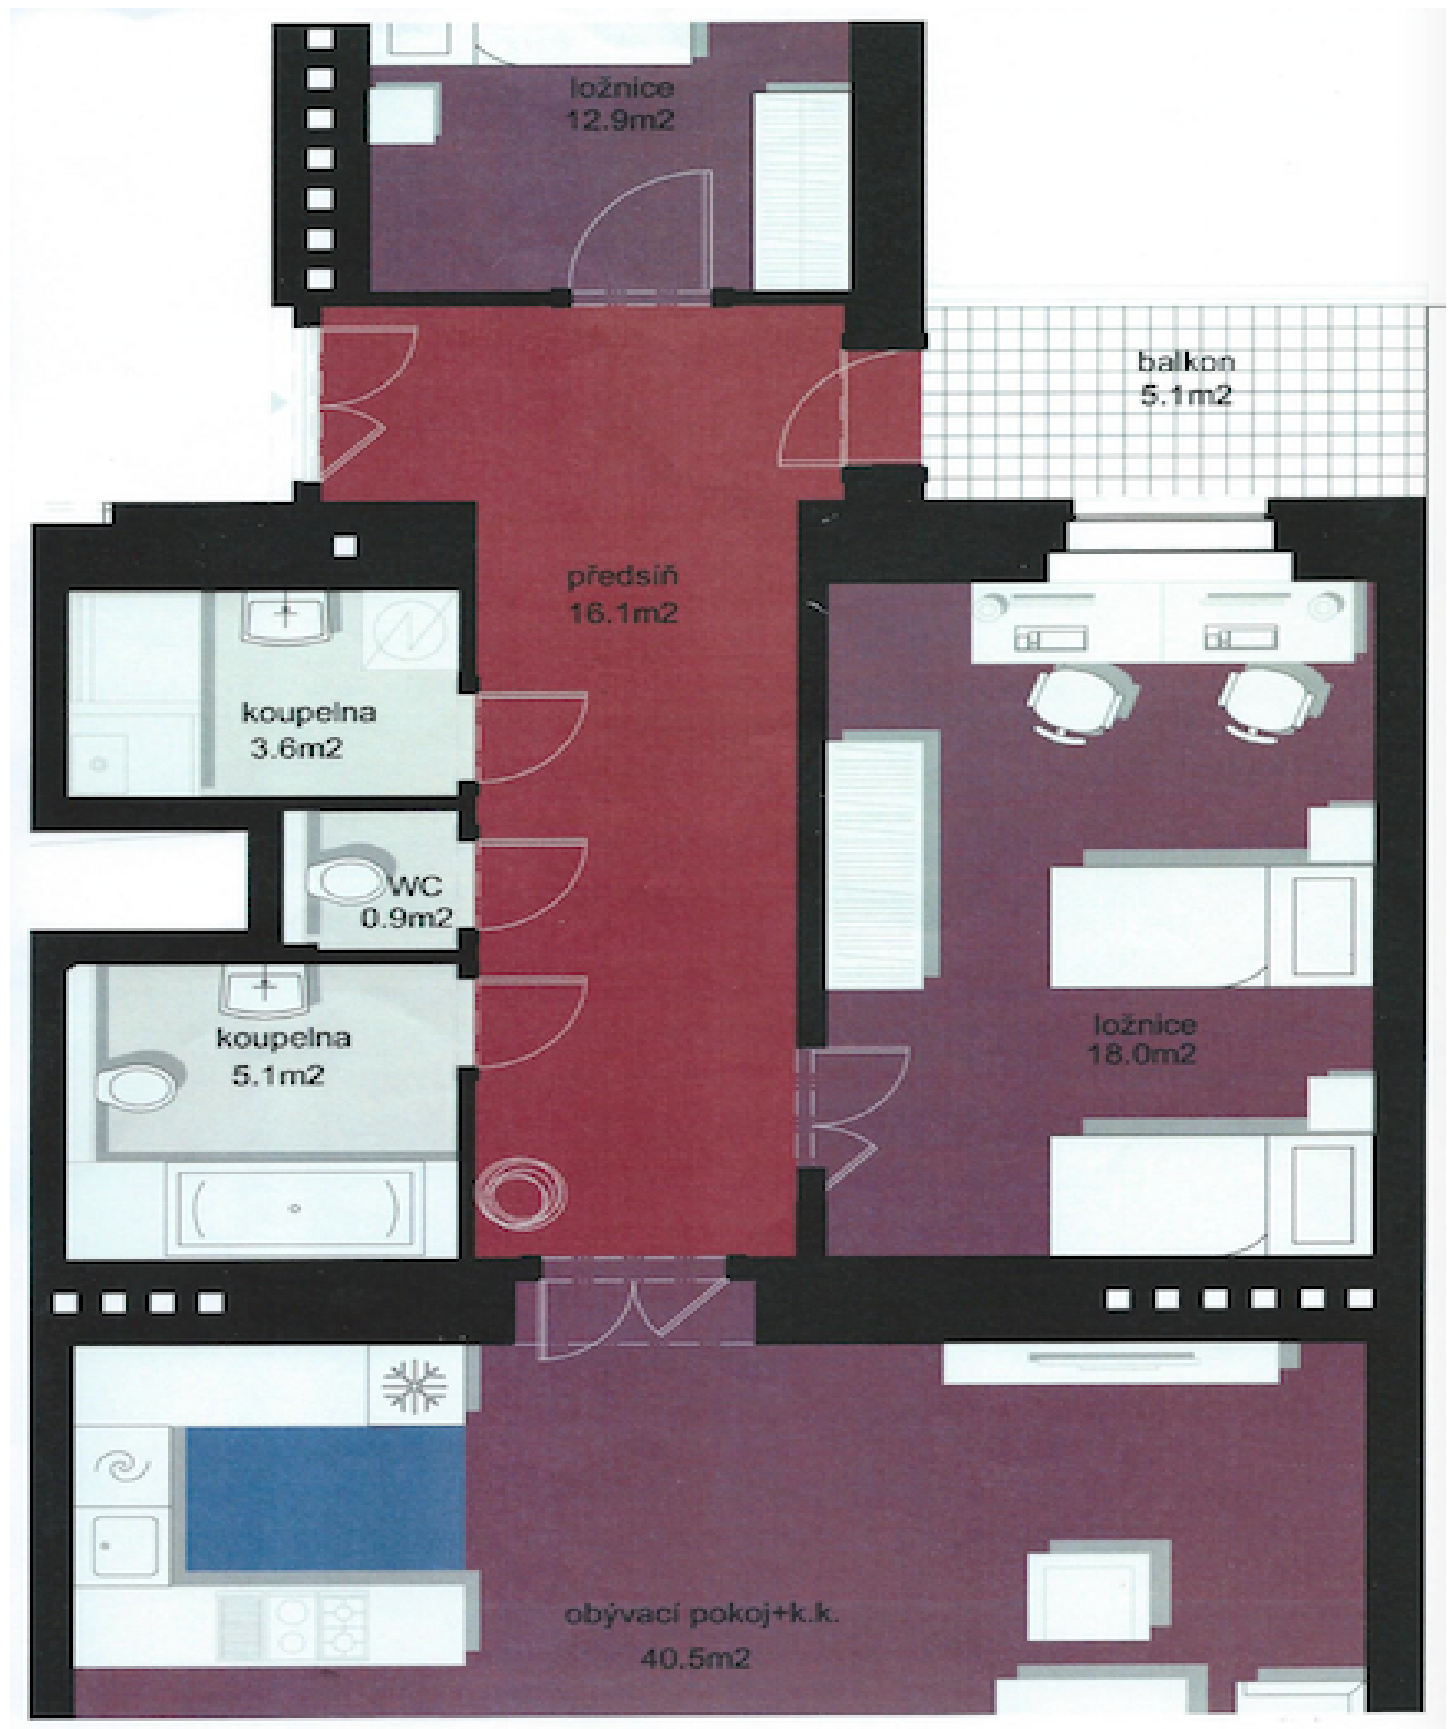 ložnice
12.9m2
balkon
5.1m2
předsíň
16.1m2
koupelna
3.6m2
WC
0.9m2
ložnice
18.0m2
koupelna
5.1m2
obývací pokoj+k.k.
40.5m2